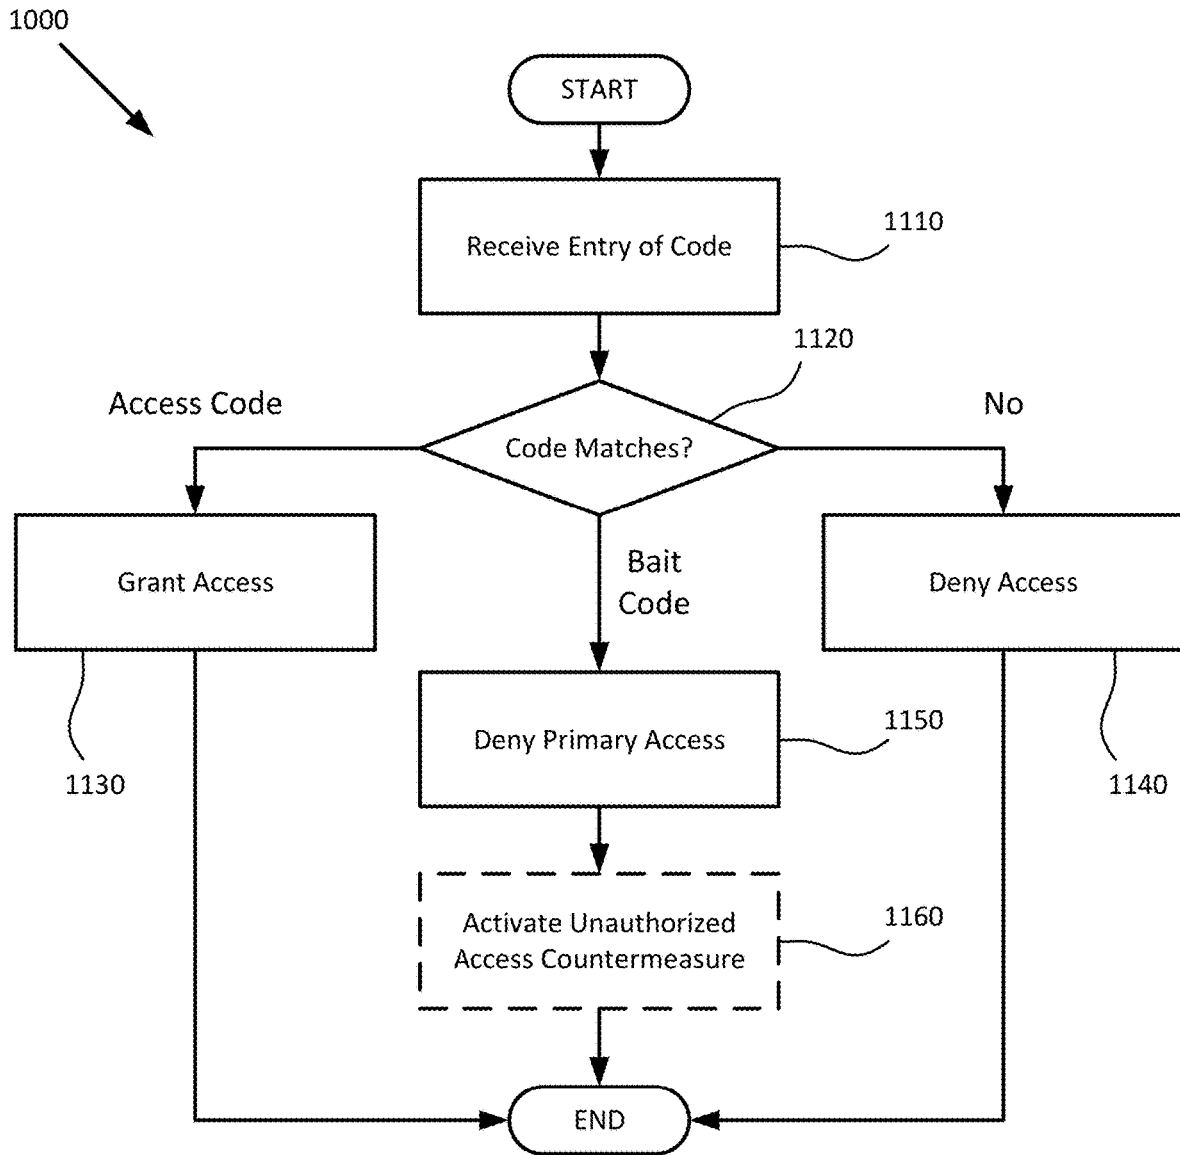 1000
START
Receive Entry of Code
1110
1120
Access Code
Code Matches?
No
Grant Access
Bait
Code
Deny Access
1130
Deny Primary Access
1150
1140
Activate Unauthorized
Access Countermeasure
1160
END